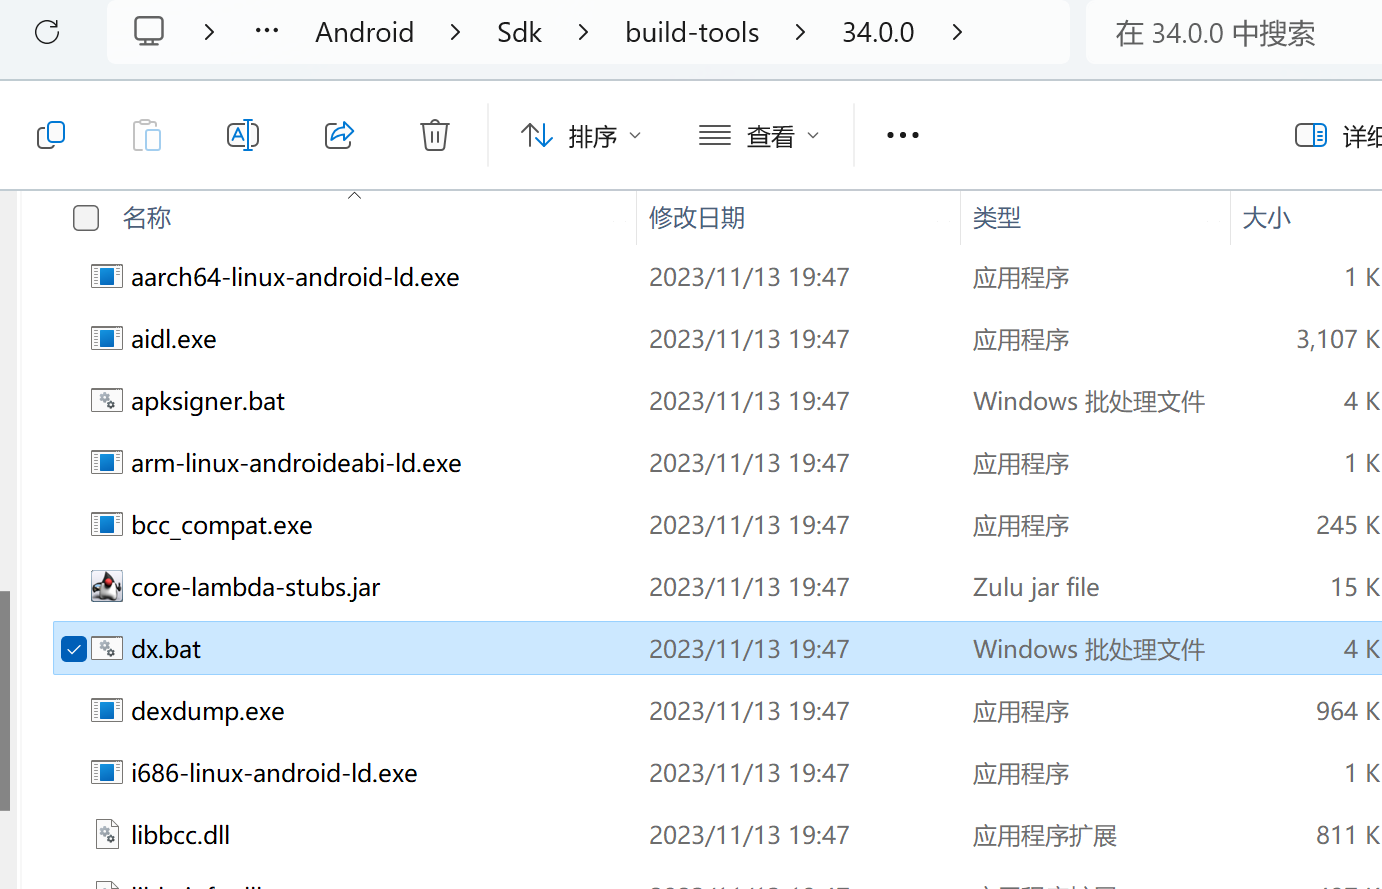 Android > Sdk > build-tools > 34.0.0 > 在 34.0.0 中搜索
排序 查看 详细
名称 修改日期 类型 大小
aarch64-linux-android-ld.exe 2023/11/13 19:47 应用程序 1 K
aidl.exe 2023/11/13 19:47 应用程序 3,107 K
apksigner.bat 2023/11/13 19:47 Windows 批处理文件 4 K
arm-linux-androideabi-ld.exe 2023/11/13 19:47 应用程序 1 K
bcc_compat.exe 2023/11/13 19:47 应用程序 245 K
core-lambda-stubs.jar 2023/11/13 19:47 Zulu jar file 15 K
dx.bat 2023/11/13 19:47 Windows 批处理文件 4 K
dexdump.exe 2023/11/13 19:47 应用程序 964 K
i686-linux-android-ld.exe 2023/11/13 19:47 应用程序 1 K
libbcc.dll 2023/11/13 19:47 应用程序扩展 811 K